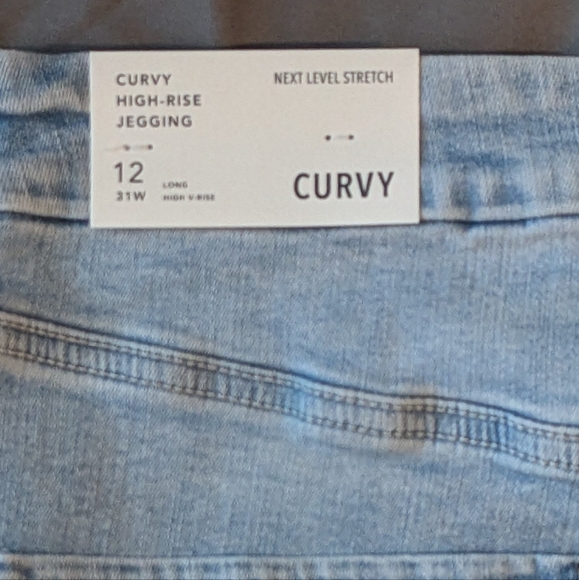 CURVY
HIGH-RISE
JEGGING
12
31W
LONG
HIGH V-RISE
NEXT LEVEL STRETCH
CURVY